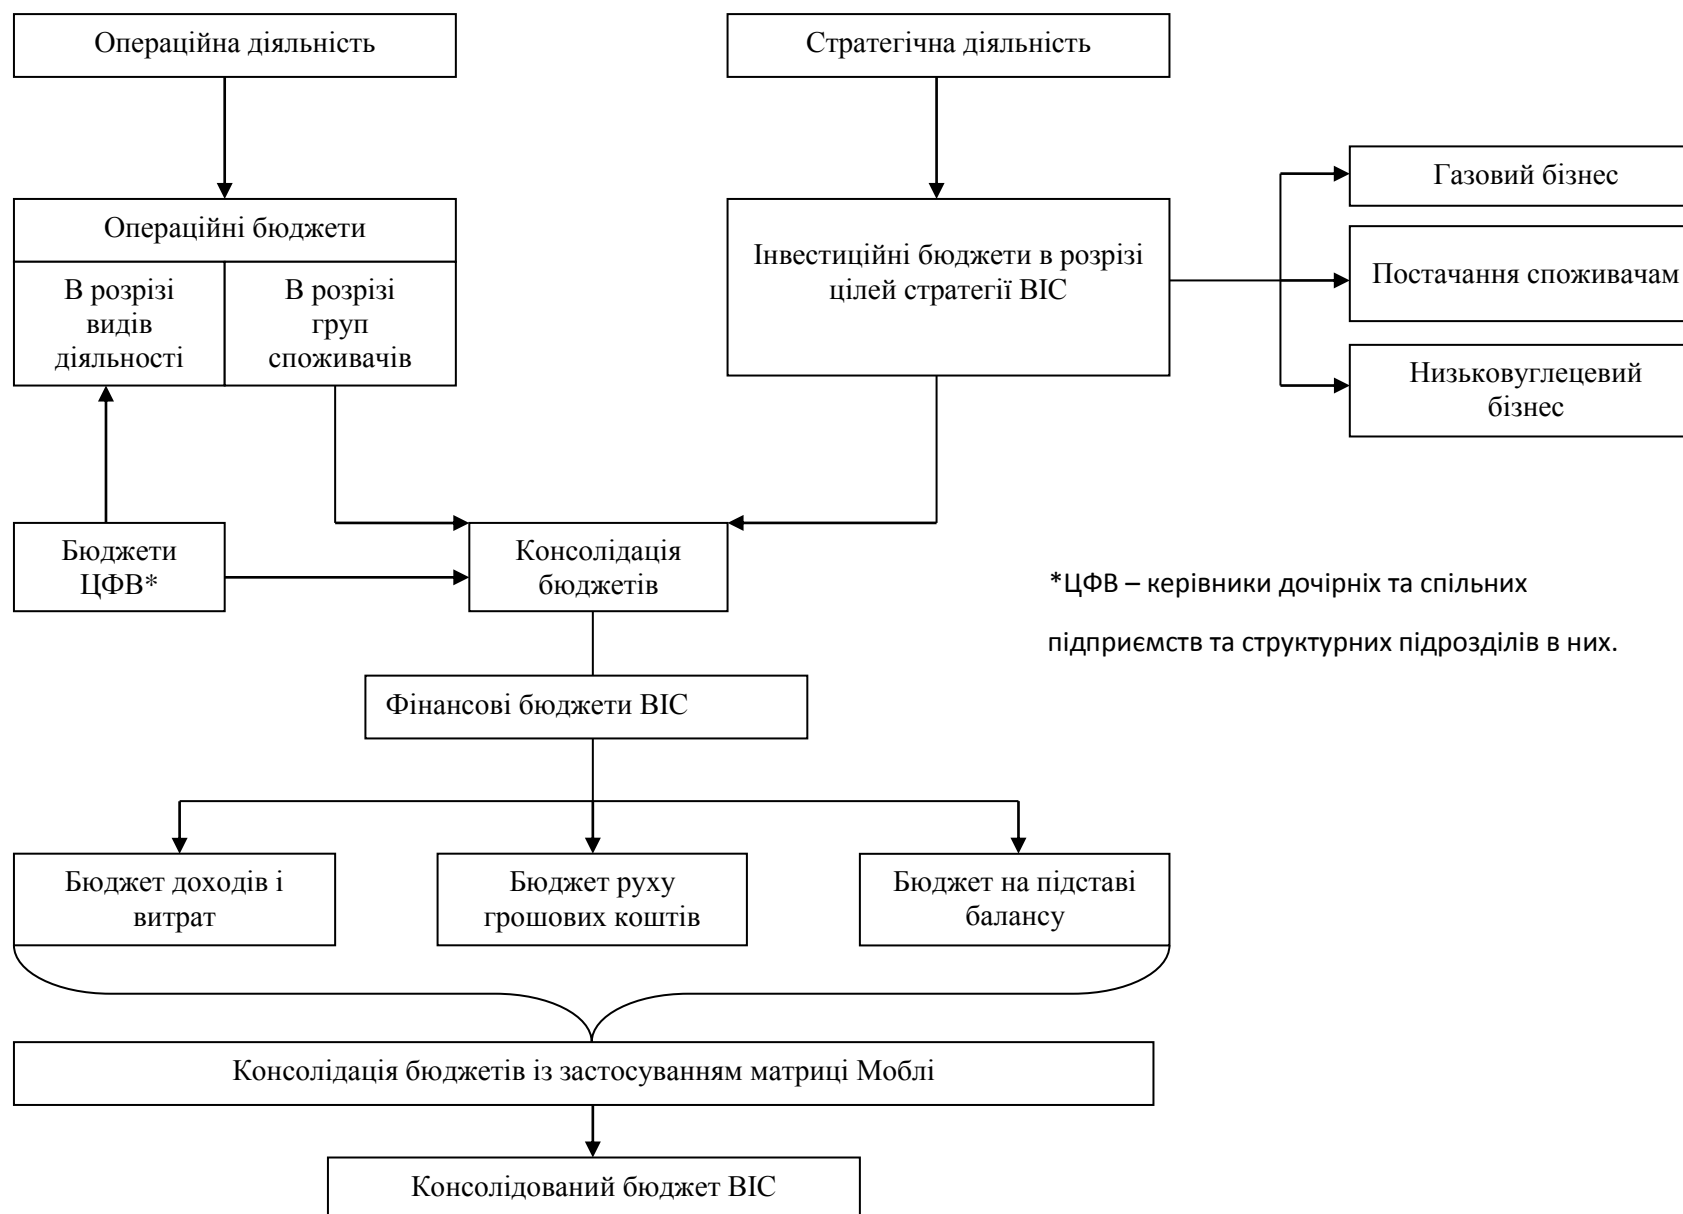 Операційна діяльність
Стратегічна діяльність
Газовий бізнес
Операційні бюджети
Інвестиційні бюджети в розрізі
цілей стратегії ВІС
Постачання споживачам
В розрізі
видів
діяльності
В розрізі
груп
споживачів
Низьковуглецевий
бізнес
Бюджети
ЦФВ*
Консолідація
бюджетів
*ЦФВ – керівники дочірніх та спільних
підприємств та структурних підрозділів в них.
Фінансові бюджети ВІС
Бюджет доходів і
витрат
Бюджет руху
грошових коштів
Бюджет на підставі
балансу
Консолідація бюджетів із застосуванням матриці Моблі
Консолідований бюджет ВІС